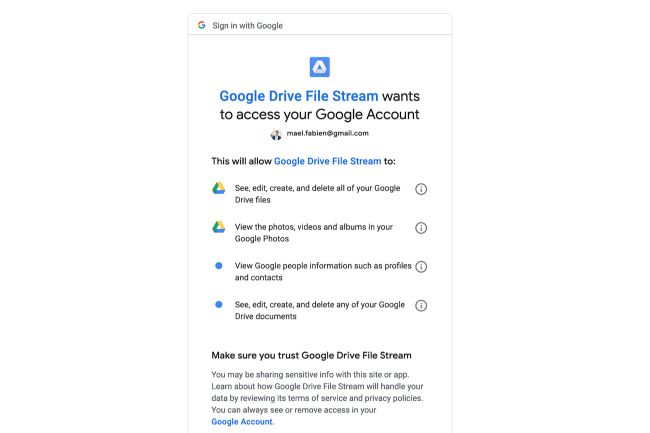 Sign in with Google
Google Drive File Stream wants
to access your Google Account
mael.fabien@gmail.com
This will allow Google Drive File Stream to:
See, edit, create, and delete all of your Google
Drive files
View the photos, videos and albums in your
Google Photos
View Google people information such as profiles
and contacts
See, edit, create, and delete any of your Google
Drive documents
Make sure you trust Google Drive File Stream
You may be sharing sensitive info with this site or app.
Learn about how Google Drive File Stream will handle your
data by reviewing its terms of service and privacy policies.
You can always see or remove access in your
Google Account.